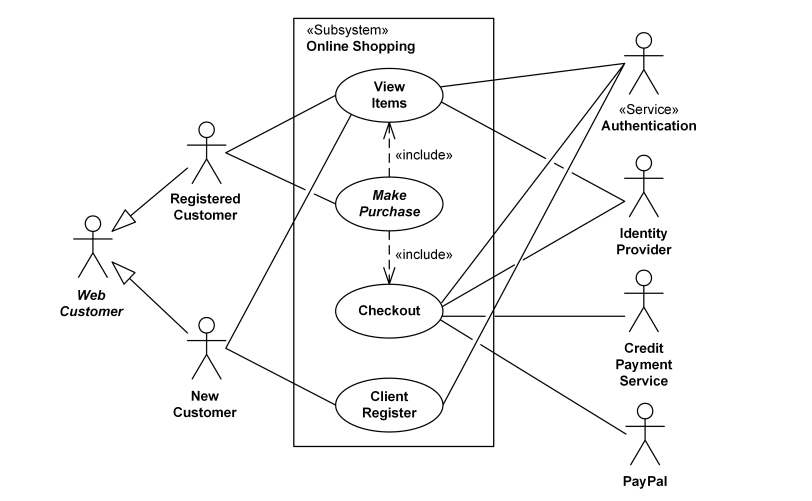 «Subsystem»
Online Shopping
View
Items
«include»
Make
Purchase
«include»
Checkout
Client
Register
Registered
Customer
Web
Customer
New
Customer
«Service»
Authentication
Identity
Provider
Credit
Payment
Service
PayPal